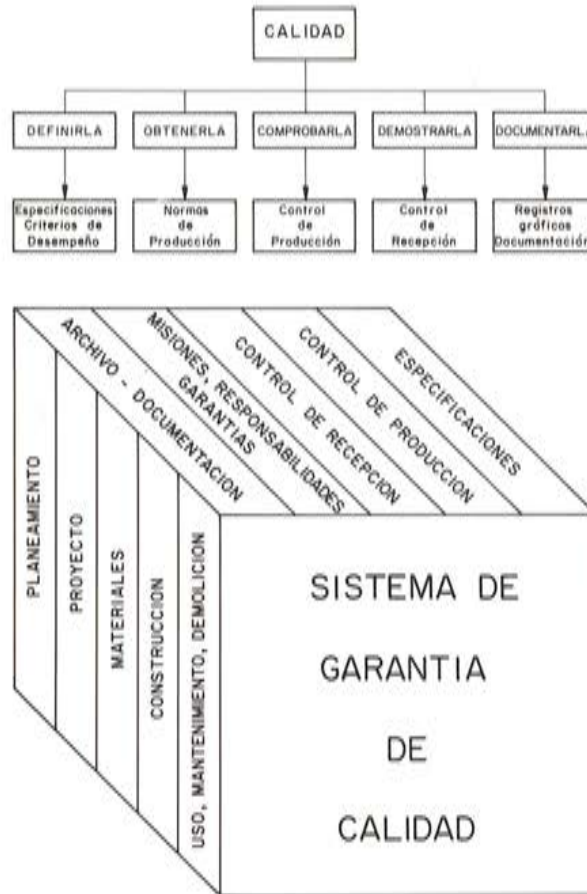 CALIDAD
DEFINIRLA
OBTENERLA
COMPROBARLA
DEMOSTRARLA
DOCUMENTARLA
Especificaciones
Criterios de
Desempeño
Normas
de
Producción
Control
de
Producción
Control
de
Recepción
Registros
gráficos
Documentación
ARCHIVO - DOCUMENTACION
MISIONES, RESPONSABILIDADES
GARANTIAS
CONTROL DE RECEPCION
CONTROL DE PRODUCCION
ESPECIFICACIONES
PLANEAMIENTO
PROYECTO
MATERIALES
CONSTRUCCION
USO, MANTENIMIENTO, DEMOLICION
SISTEMA DE
GARANTIA
DE
CALIDAD